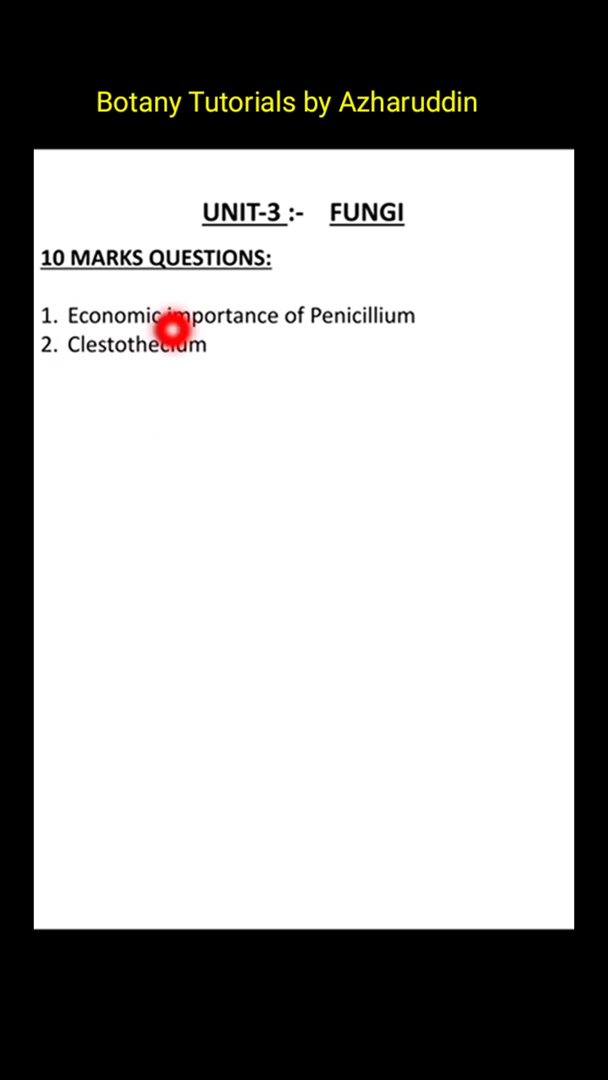 Botany Tutorials by Azharuddin
UNIT-3 :- FUNGI
10 MARKS QUESTIONS:
1. Economic importance of Penicillium
2. Clestothecium